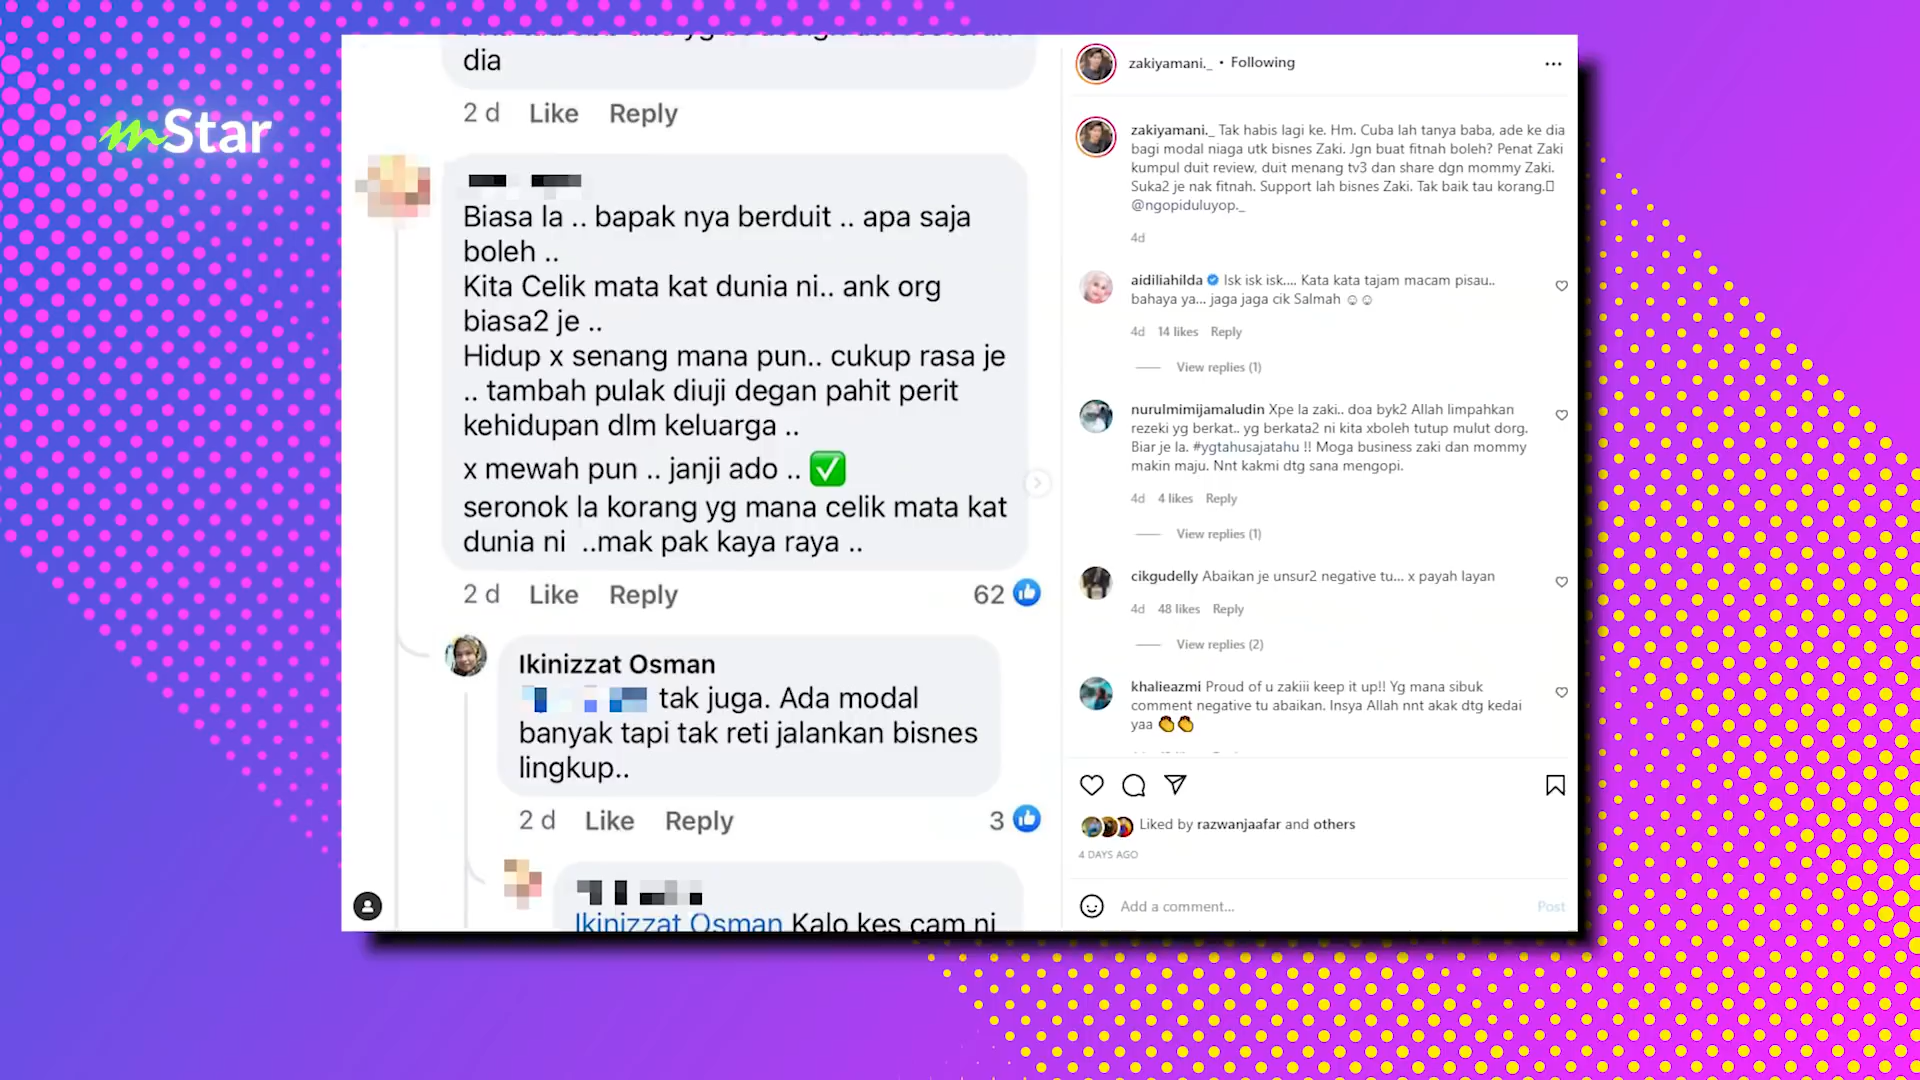 mStar
dia
2 d Like Reply
Biasa la .. bapak nya berduit .. apa saja
boleh ..
Kita Celik mata kat dunia ni.. ank org
biasa2 je ..
Hidup x senang mana pun.. cukup rasa je
.. tambah pulak diuji degan pahit perit
kehidupan dlm keluarga ..
x mewah pun .. janji ado .. ✅
seronok la korang yg mana celik mata kat
dunia ni ..mak pak kaya raya ..
2 d Like Reply 62
Ikinizzat Osman
tak juga. Ada modal
banyak tapi tak reti jalankan bisnes
lingkup..
2 d Like Reply 3
Ikinizzat Osman Kalo kes cam ni
zakiyamani._ • Following
zakiyamani._ Tak habis lagi ke. Hm. Cuba lah tanya baba, ade ke dia
bagi modal niaga utk bisnes Zaki. Jgn buat fitnah boleh? Penat Zaki
kumpul duit review, duit menang tv3 dan share dgn mommy Zaki.
Suka2 je nak fitnah. Support lah bisnes Zaki. Tak baik tau korang.
@ngopiduluyop._
4d
aidiliahilda Isk isk isk.... Kata kata tajam macam pisau..
bahaya ya... jaga jaga cik Salmah ☺☺
4d 14 likes Reply
View replies (1)
nurulmimijamaludin Xpe la zaki.. doa byk2 Allah limpahkan
rezeki yg berkat.. yg berkata2 ni kita xboleh tutup mulut dorg.
Biar je la. #ygtahusajatahu !! Moga business zaki dan mommy
makin maju. Nnt kakmi dtg sana mengopi.
4d 4 likes Reply
View replies (1)
cikgudelly Abaikan je unsur2 negative tu... x payah layan
4d 48 likes Reply
View replies (2)
khalieazmi Proud of u zakiii keep it up!! Yg mana sibuk
comment negative tu abaikan. Insya Allah nnt akak dtg kedai
yaa 👏👏
Liked by razwanjaafar and others
4 DAYS AGO
Add a comment... Post